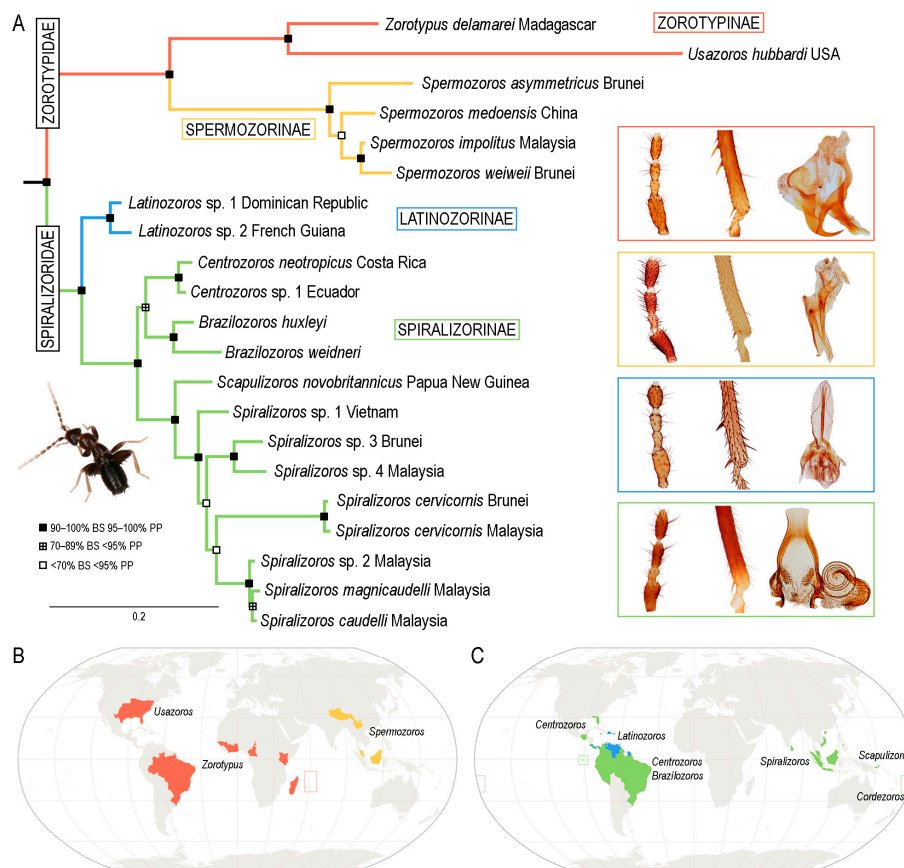 A
Zorotypus delamarei Madagascar
ZOROTYPINAE
Usazoros hubbardi USA
ZOROTYPIDAE
Spermozoros asymmetricus Brunei
Spermozoros medoensis China
SPERMOZORINAE
Spermozoros impolitus Malaysia
Spermozoros weiweii Brunei
Latinozoros sp. 1 Dominican Republic
LATINOZORINAE
Latinozoros sp. 2 French Guiana
SPIRALIZORIDAE
Centrozoros neotropicus Costa Rica
Centrozoros sp. 1 Ecuador
Brazilozoros huxleyi
SPIRALIZORINAE
Brazilozoros weidneri
Scapulizoros novobritannicus Papua New Guinea
Spiralizoros sp. 1 Vietnam
Spiralizoros sp. 3 Brunei
Spiralizoros sp. 4 Malaysia
Spiralizoros cervicornis Brunei
Spiralizoros cervicornis Malaysia
Spiralizoros sp. 2 Malaysia
Spiralizoros magnicaudelli Malaysia
Spiralizoros caudelli Malaysia
90–100% BS 95–100% PP
70–89% BS <95% PP
<70% BS <95% PP
0.2
B
Usazoros
Spermozoros
Zorotypus
C
Centrozoros
Latinozoros
Centrozoros
Brazilozoros
Spiralizoros
Scapulizoro
Cordezoros